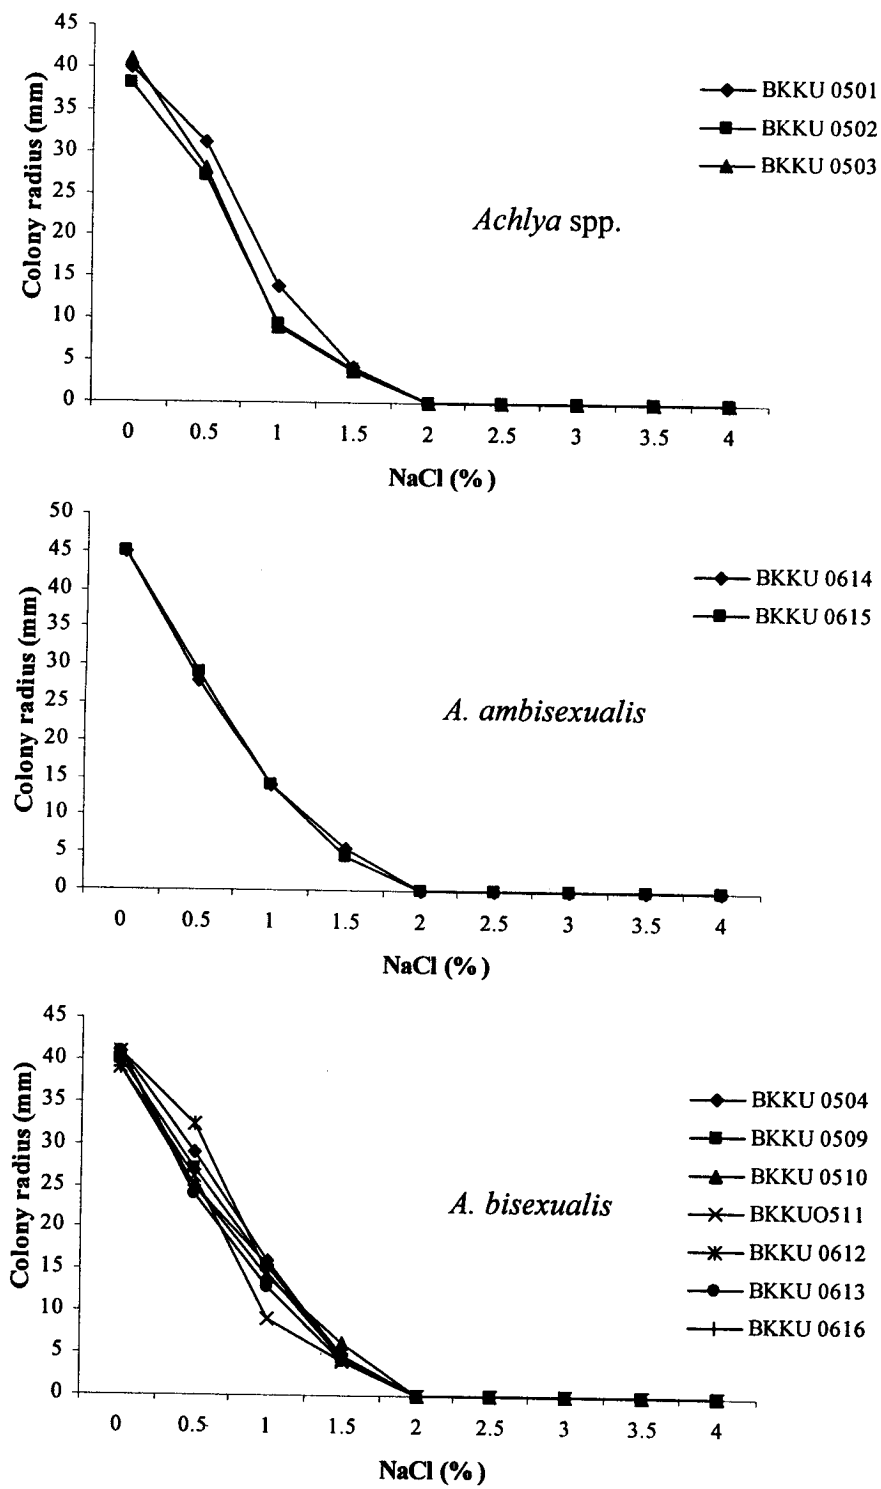 45
40
35
30
25
20
15
10
5
0
Colony radius (mm)
BKKU 0501
BKKU 0502
BKKU 0503
Achlya spp.
0 0.5 1 1.5 2 2.5 3 3.5 4
NaCl (%)
50
45
40
35
30
25
20
15
10
5
0
Colony radius (mm)
BKKU 0614
BKKU 0615
A. ambisexualis
0 0.5 1 1.5 2 2.5 3 3.5 4
NaCl (%)
45
40
35
30
25
20
15
10
5
0
Colony radius (mm)
BKKU 0504
BKKU 0509
BKKU 0510
BKKUO511
BKKU 0612
BKKU 0613
BKKU 0616
A. bisexualis
0 0.5 1 1.5 2 2.5 3 3.5 4
NaCl (%)